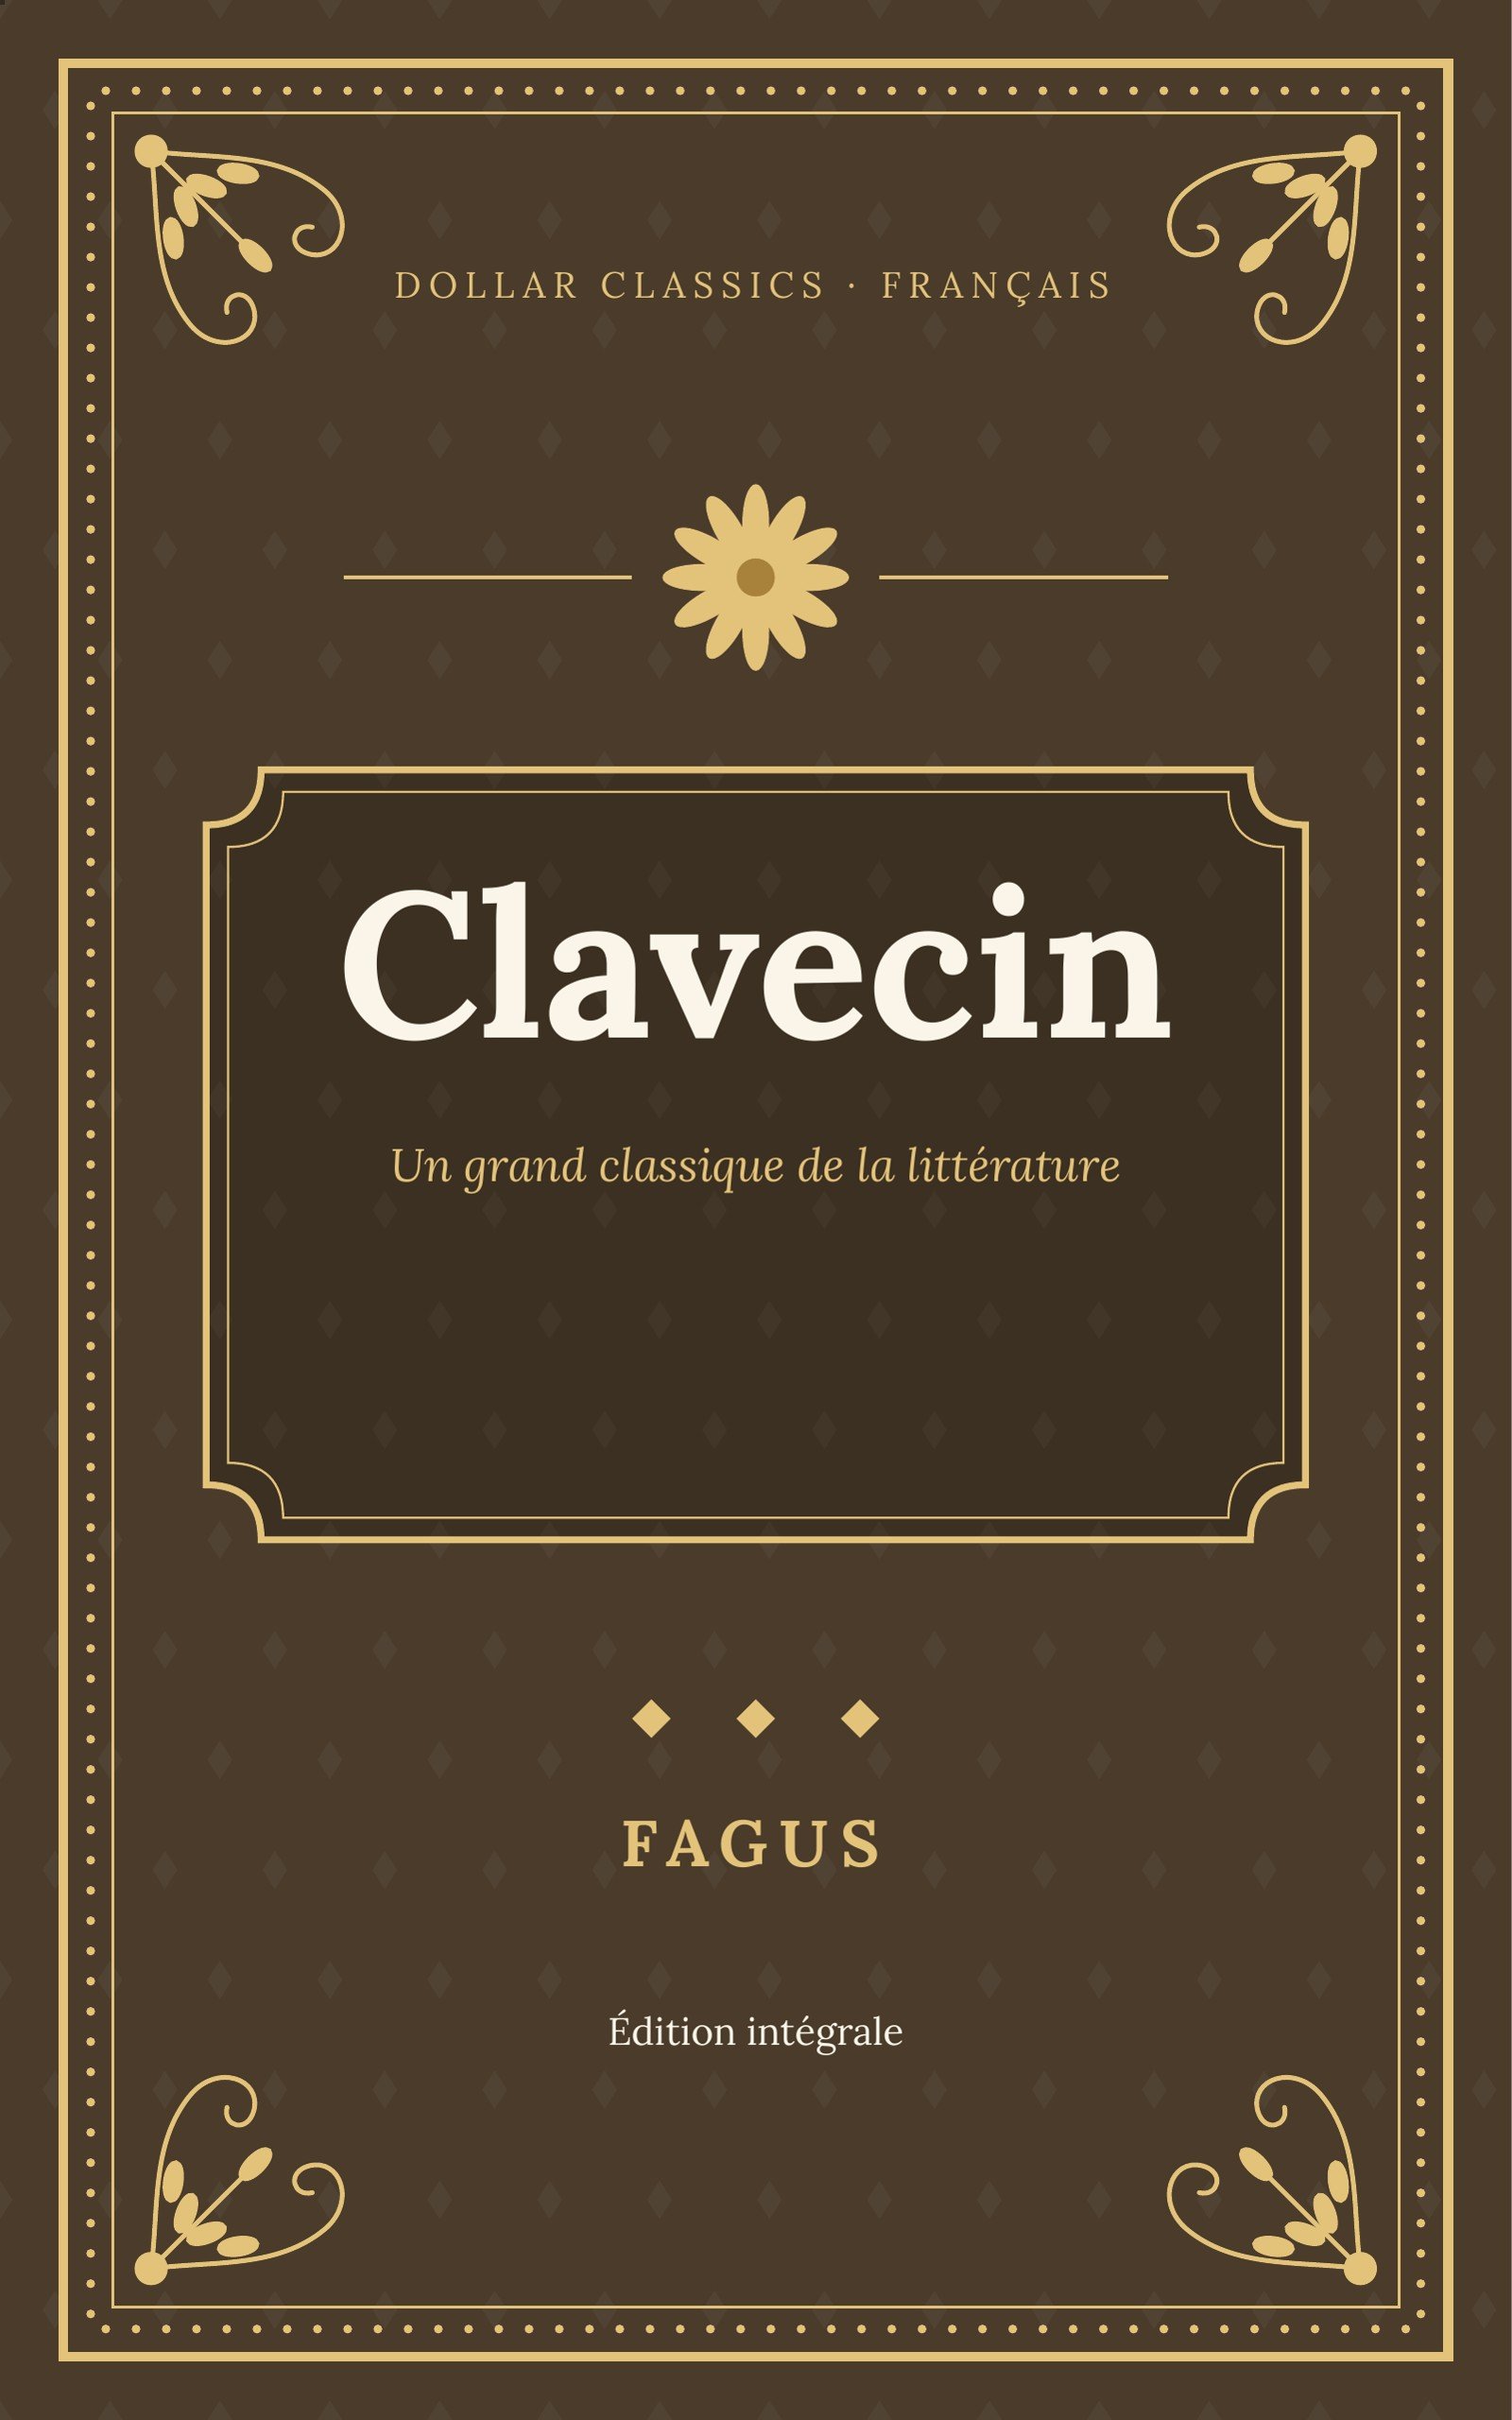 DOLLAR CLASSICS · FRANÇAIS
Clavecin
Un grand classique de la littérature
FAGUS
Édition intégrale